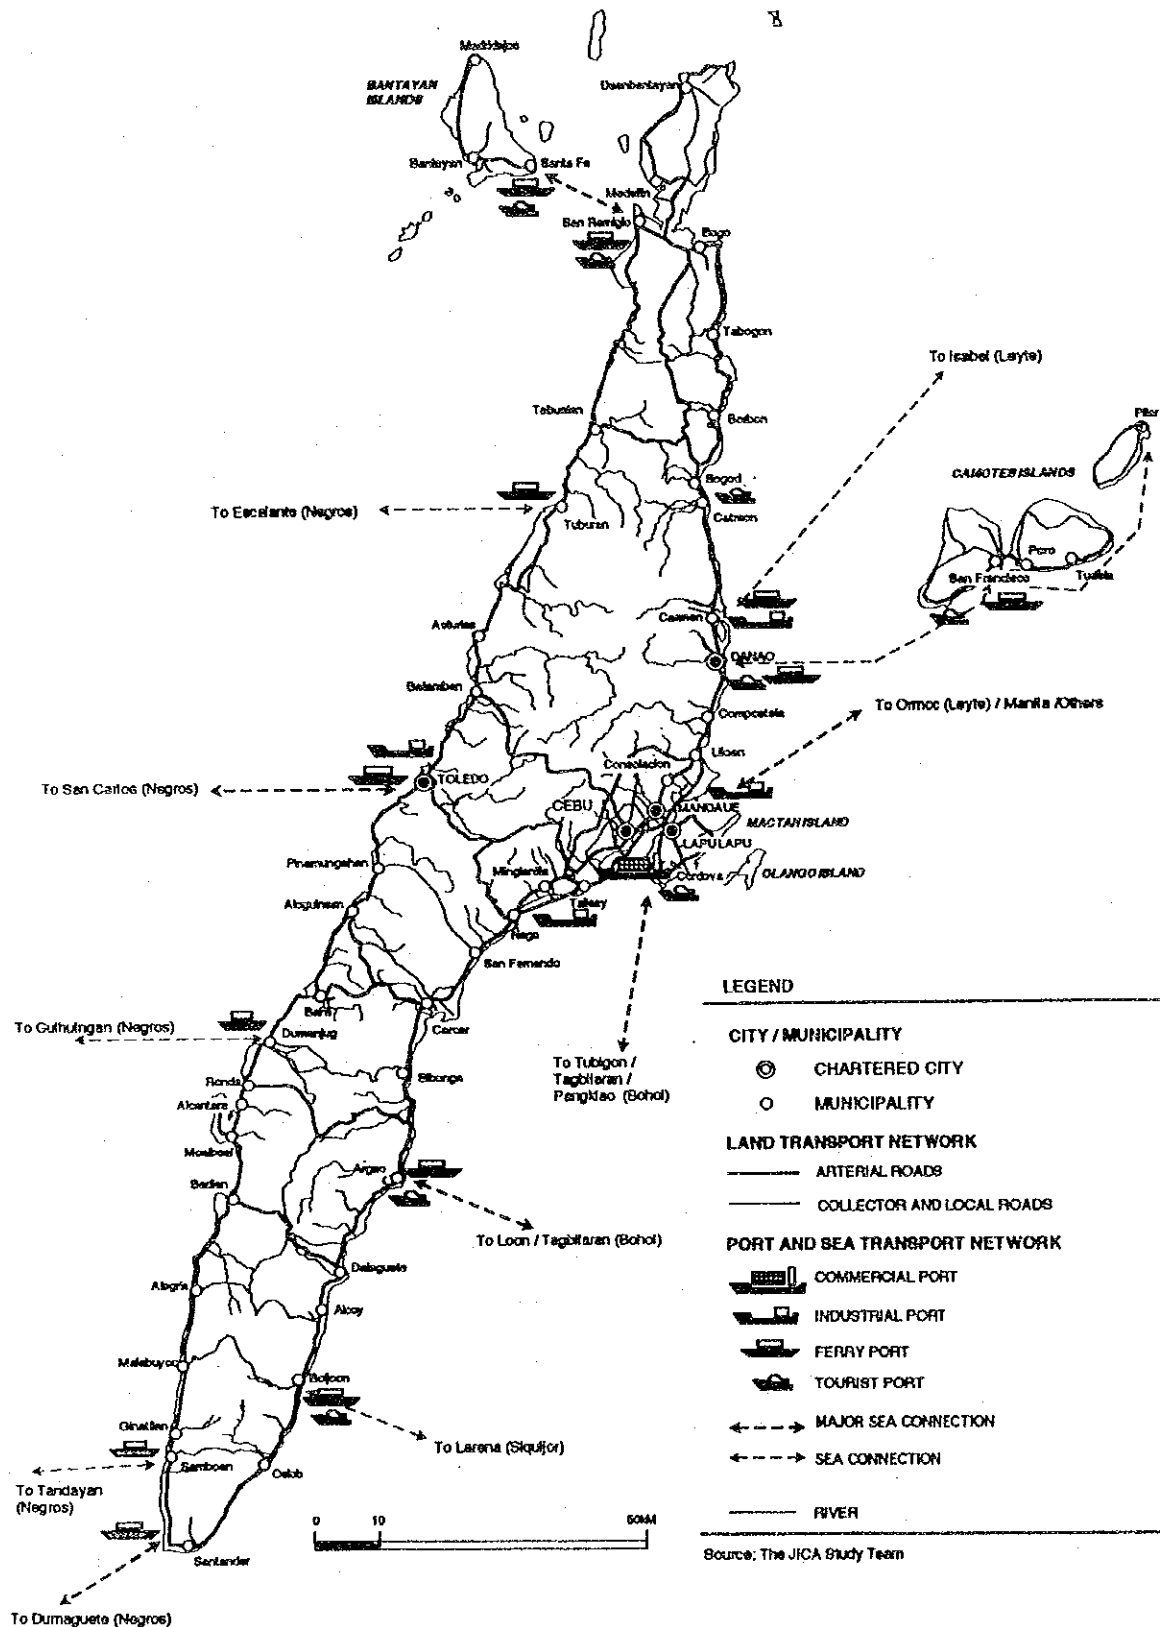 Madridejos
BANTAYAN
ISLANDS
Daanbantayan
Bantayan
Santa Fe
Medellin
San Remigio
Bogo
Tabogon
To Isabel (Leyte)
Tabuelan
Borbon
Pilar
CAMOTES ISLANDS
Sogod
To Escalante (Negros)
Catmon
Tuburan
Poro
San Francisco
Tudela
Carmen
Asturias
DANAO
Balamban
Compostela
To Ormoc (Leyte) / Manila /Others
Liloan
Consolacion
TOLEDO
To San Carlos (Negros)
CEBU
MANDAUE
MACTAN ISLAND
LAPU LAPU
Pinamungahan
Minglanilla
Cordova
OLANGO ISLAND
Talisay
Aloguinsan
Naga
San Fernando
LEGEND
Barili
Carcar
To Guihulngan (Negros)
Dumanjug
CITY / MUNICIPALITY
To Tubigon /
Tagbilaran /
Panglao (Bohol)
CHARTERED CITY
Sibonga
Ronda
Alcantara
MUNICIPALITY
Moalboal
LAND TRANSPORT NETWORK
Argao
ARTERIAL ROADS
Badian
COLLECTOR AND LOCAL ROADS
To Loon / Tagbilaran (Bohol)
PORT AND SEA TRANSPORT NETWORK
Dalaguete
COMMERCIAL PORT
Alegria
Alcoy
INDUSTRIAL PORT
FERRY PORT
Malabuyoc
Boljoon
TOURIST PORT
MAJOR SEA CONNECTION
Ginatilan
To Larena (Siquijor)
SEA CONNECTION
Samboan
Oslob
To Tandayan
(Negros)
RIVER
0 10 50KM
Santander
Source; The JICA Study Team
To Dumaguete (Negros)